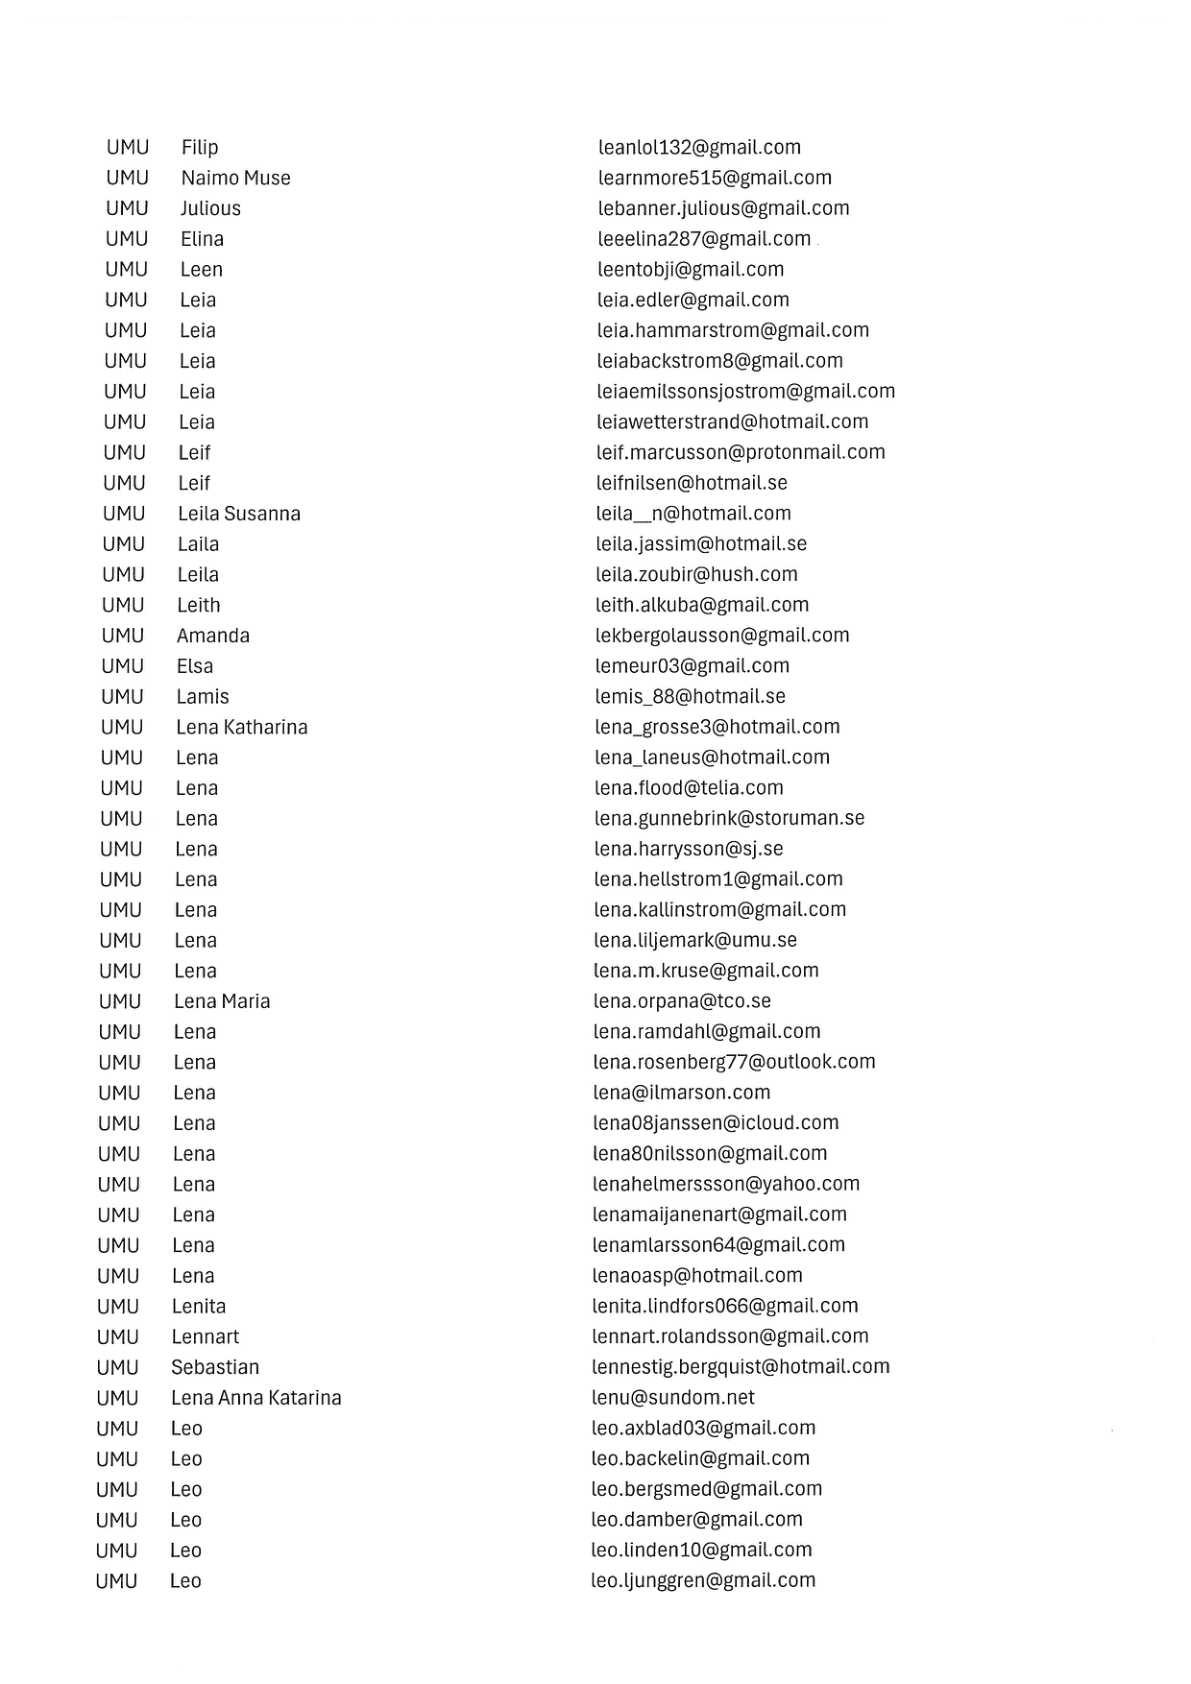 UMU Filip leanlol132@gmail.com
UMU Naimo Muse learnmore515@gmail.com
UMU Julious lebanner.julious@gmail.com
UMU Elina leeelina287@gmail.com
UMU Leen leentobji@gmail.com
UMU Leia leia.edler@gmail.com
UMU Leia leia.hammarstrom@gmail.com
UMU Leia leiabackstrom8@gmail.com
UMU Leia leiaemilssonsjostrom@gmail.com
UMU Leia leiawetterstrand@hotmail.com
UMU Leif leif.marcusson@protonmail.com
UMU Leif leifnilsen@hotmail.se
UMU Leila Susanna leila__n@hotmail.com
UMU Laila leila.jassim@hotmail.se
UMU Leila leila.zoubir@hush.com
UMU Leith leith.alkuba@gmail.com
UMU Amanda lekbergolausson@gmail.com
UMU Elsa lemeur03@gmail.com
UMU Lamis lemis_88@hotmail.se
UMU Lena Katharina lena_grosse3@hotmail.com
UMU Lena lena_laneus@hotmail.com
UMU Lena lena.flood@telia.com
UMU Lena lena.gunnebrink@storuman.se
UMU Lena lena.harrysson@sj.se
UMU Lena lena.hellstrom1@gmail.com
UMU Lena lena.kallinstrom@gmail.com
UMU Lena lena.liljemark@umu.se
UMU Lena lena.m.kruse@gmail.com
UMU Lena Maria lena.orpana@tco.se
UMU Lena lena.ramdahl@gmail.com
UMU Lena lena.rosenberg77@outlook.com
UMU Lena lena@ilmarson.com
UMU Lena lena08janssen@icloud.com
UMU Lena lena80nilsson@gmail.com
UMU Lena lenahelmerssson@yahoo.com
UMU Lena lenamaijanenart@gmail.com
UMU Lena lenamlarsson64@gmail.com
UMU Lena lenaoasp@hotmail.com
UMU Lenita lenita.lindfors066@gmail.com
UMU Lennart lennart.rolandsson@gmail.com
UMU Sebastian lennestig.bergquist@hotmail.com
UMU Lena Anna Katarina lenu@sundom.net
UMU Leo leo.axblad03@gmail.com
UMU Leo leo.backelin@gmail.com
UMU Leo leo.bergsmed@gmail.com
UMU Leo leo.damber@gmail.com
UMU Leo leo.linden10@gmail.com
UMU Leo leo.ljunggren@gmail.com